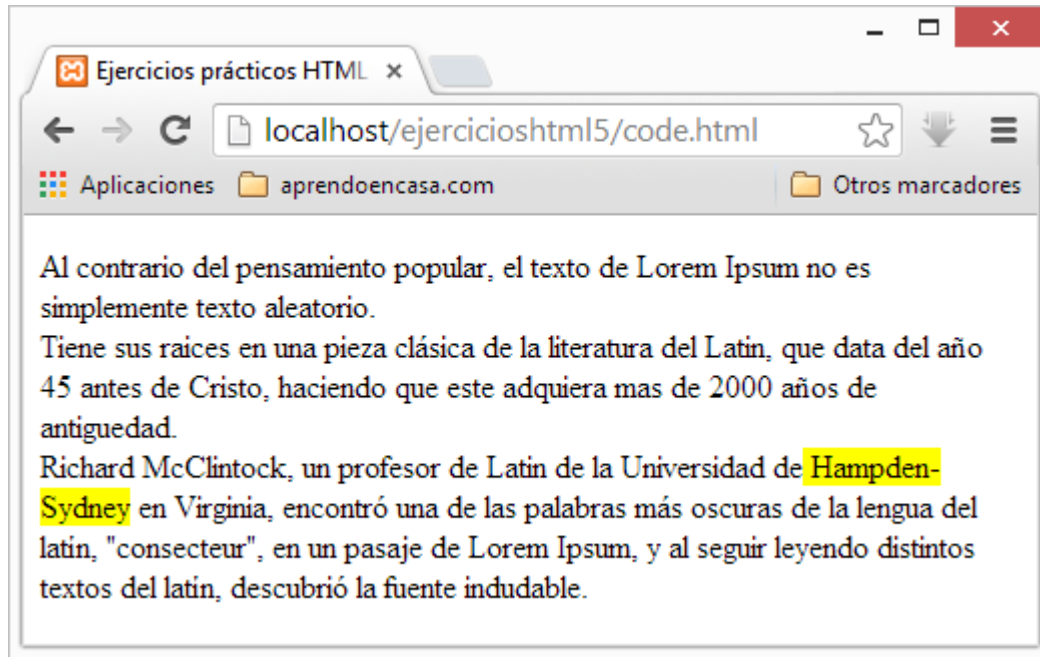 Ejercicios prácticos HTML
localhost/ejercicioshtml5/code.html
Aplicaciones aprendoencasa.com Otros marcadores
Al contrario del pensamiento popular, el texto de Lorem Ipsum no es
simplemente texto aleatorio.
Tiene sus raices en una pieza clásica de la literatura del Latin, que data del año
45 antes de Cristo, haciendo que este adquiera mas de 2000 años de
antiguedad.
Richard McClintock, un profesor de Latin de la Universidad de Hampden-
Sydney en Virginia, encontró una de las palabras más oscuras de la lengua del
latín, "consecteur", en un pasaje de Lorem Ipsum, y al seguir leyendo distintos
textos del latín, descubrió la fuente indudable.